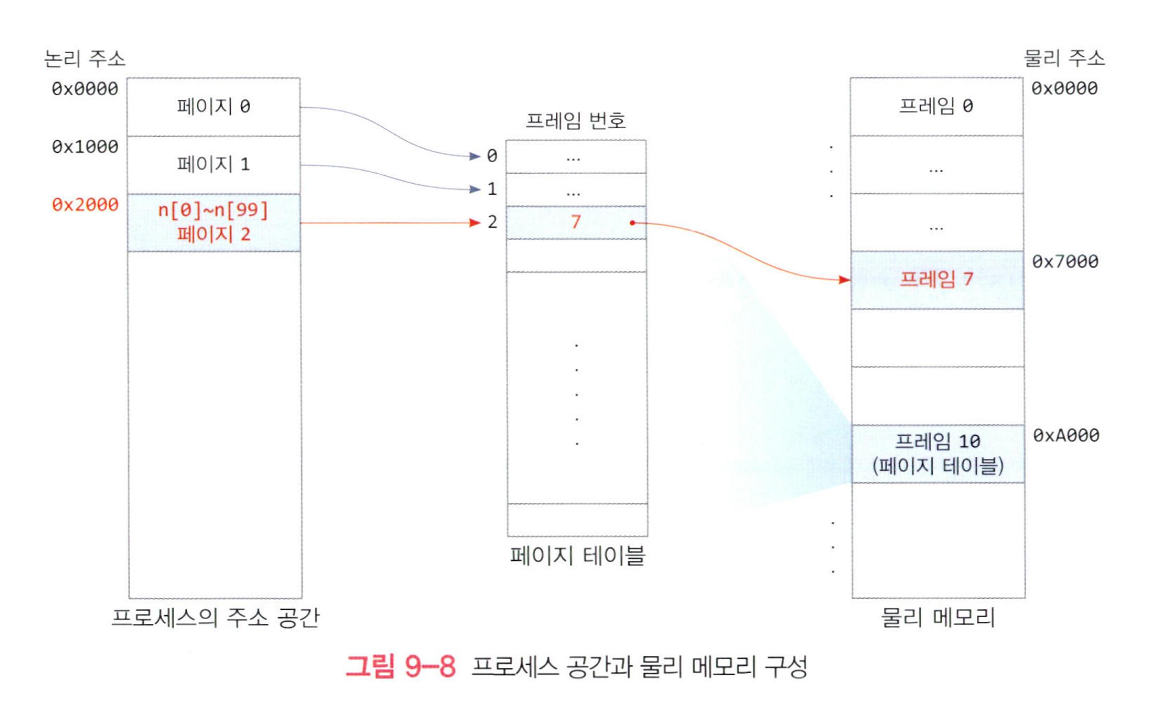 논리 주소
0x0000
페이지 0
0x1000
페이지 1
0x2000
n[0]~n[99]
페이지 2
프로세스의 주소 공간
프레임 번호
0
...
1
...
2
7
페이지 테이블
물리 주소
0x0000
프레임 0
...
...
0x7000
프레임 7
프레임 10
(페이지 테이블)
0xA000
물리 메모리
그림 9-8 프로세스 공간과 물리 메모리 구성